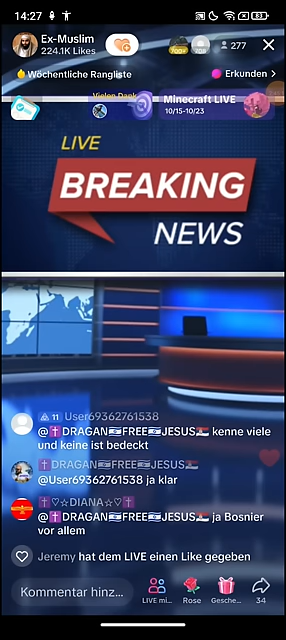 14:27
83
Ex-Muslim
224.1K Likes
277
Wöchentliche Rangliste
Erkunden >
Vielen Dank
Minecraft LIVE
10/15-10/23
LIVE
BREAKING
NEWS
11 User69362761538
@✝️DRAGAN🇮🇱FREE🇮🇱JESUS🇷🇸 kenne viele
und keine ist bedeckt
✝️DRAGAN🇮🇱FREE🇮🇱JESUS🇷🇸
@User69362761538 ja klar
✝️♡☆DIANA☆♡✝️
@✝️DRAGAN🇮🇱FREE🇮🇱JESUS🇷🇸 ja Bosnier
vor allem
Jeremy hat dem LIVE einen Like gegeben
Kommentar hinz...
LIVE mi...
Rose
Gesche...
34